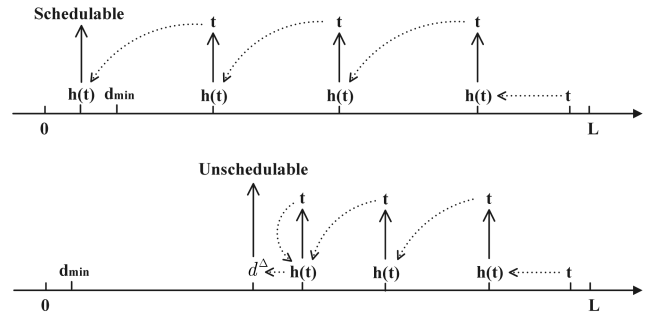 Schedulable
t t t
h(t) dmin h(t) h(t) h(t) t
0 L
Unschedulable
t t t
dmin d^Δ h(t) h(t) h(t) t
0 L